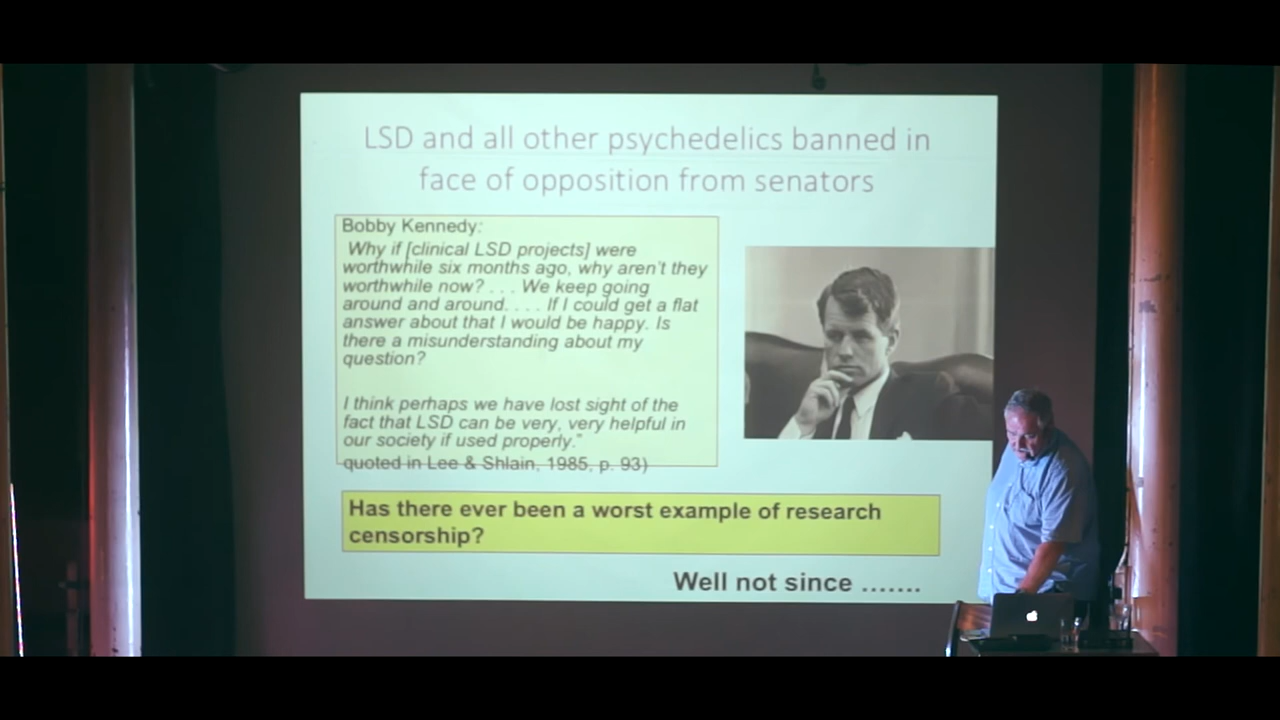 LSD and all other psychedelics banned in
face of opposition from senators
Bobby Kennedy:
Why if [clinical LSD projects] were
worthwhile six months ago, why aren't they
worthwhile now? . . . We keep going
around and around. . . . If I could get a flat
answer about that I would be happy. Is
there a misunderstanding about my
question?
I think perhaps we have lost sight of the
fact that LSD can be very, very helpful in
our society if used properly."
quoted in Lee & Shlain, 1985, p. 93)
Has there ever been a worst example of research
censorship?
Well not since .......